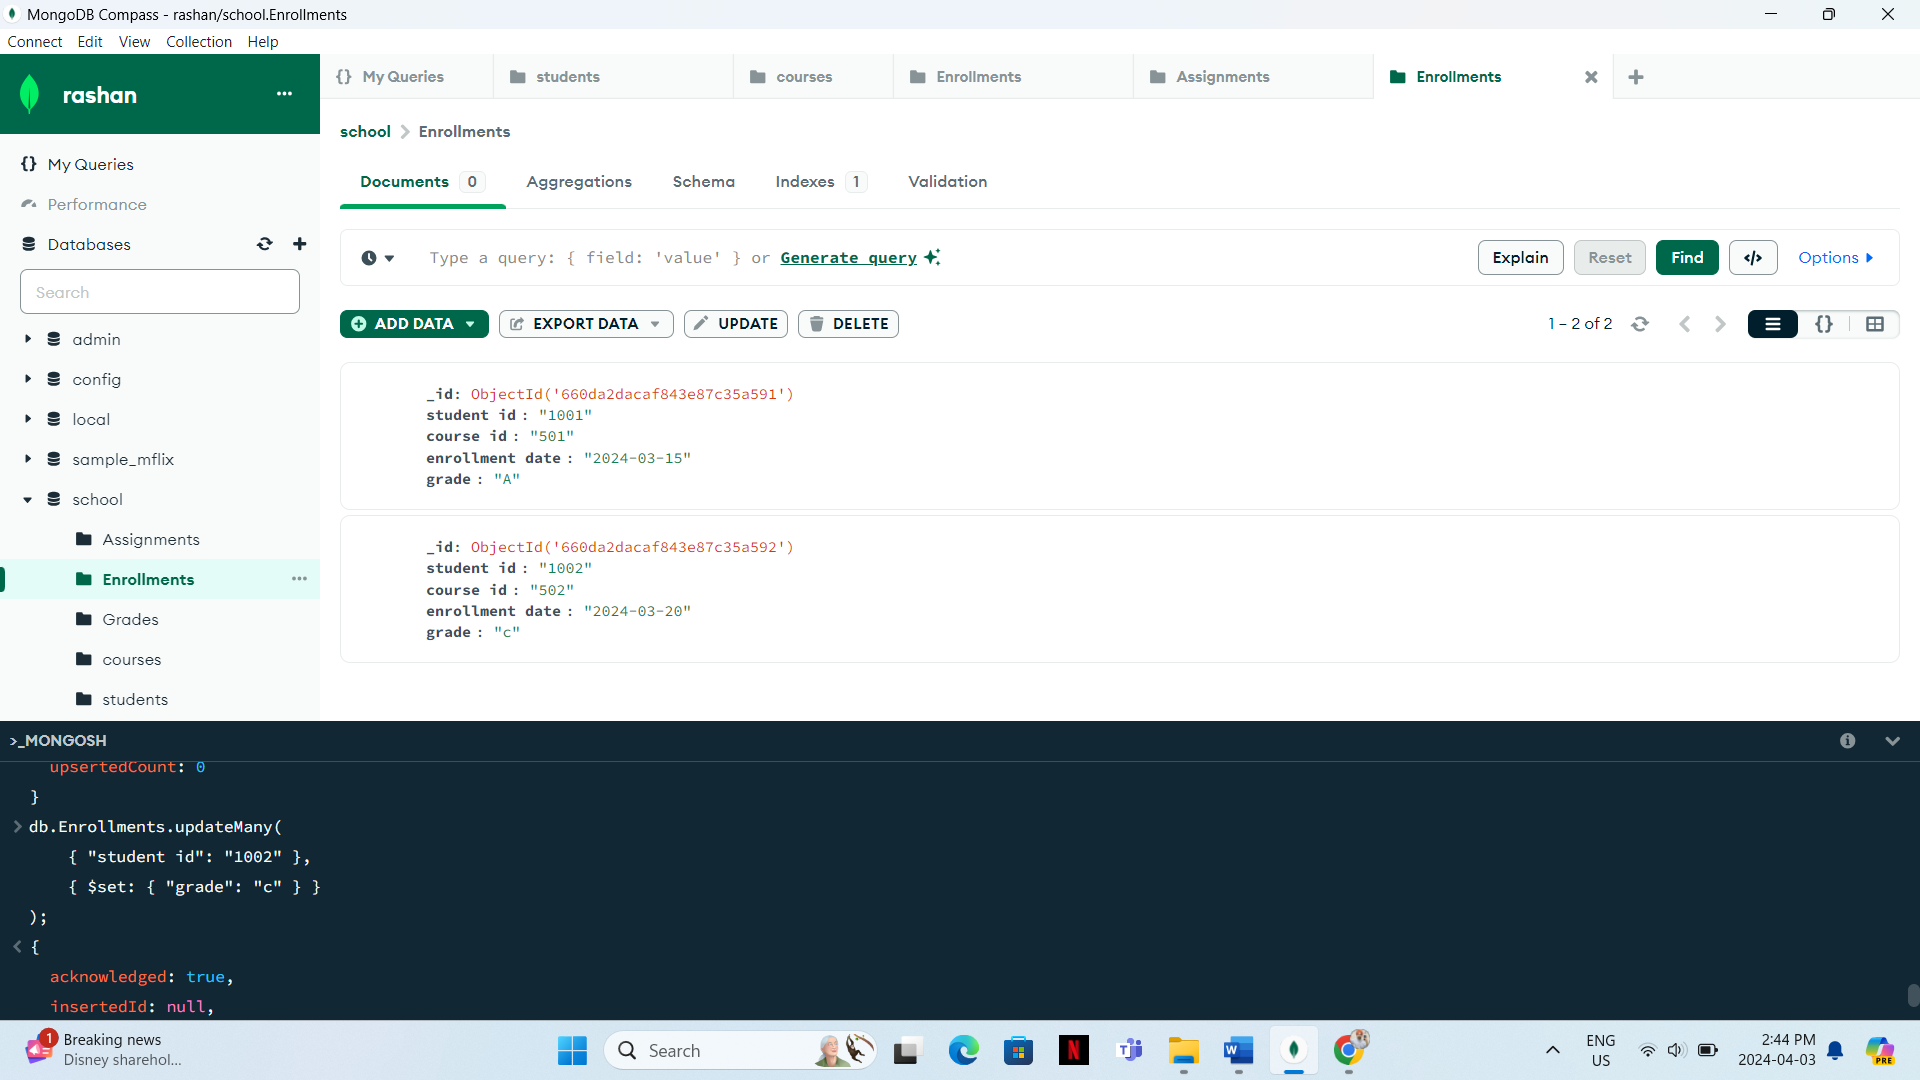 MongoDB Compass - rashan/school.Enrollments
Connect Edit View Collection Help
rashan
{} My Queries
Performance
Databases
Search
admin
config
local
sample_mflix
school
Assignments
Enrollments
Grades
courses
students
{} My Queries students courses Enrollments Assignments Enrollments
school > Enrollments
Documents 0 Aggregations Schema Indexes 1 Validation
Type a query: { field: 'value' } or Generate query
Explain Reset Find </> Options
ADD DATA EXPORT DATA UPDATE DELETE
1 – 2 of 2 {}
_id: ObjectId('660da2dacaf843e87c35a591')
student id : "1001"
course id : "501"
enrollment date : "2024-03-15"
grade : "A"
_id: ObjectId('660da2dacaf843e87c35a592')
student id : "1002"
course id : "502"
enrollment date : "2024-03-20"
grade : "c"
>_MONGOSH
upsertedCount: 0
}
> db.Enrollments.updateMany(
{ "student id": "1002" },
{ $set: { "grade": "c" } }
);
< {
acknowledged: true,
insertedId: null,
1
Breaking news
Disney sharehol...
Search
N
W
ENG
US
2:44 PM
2024-04-03
PRE